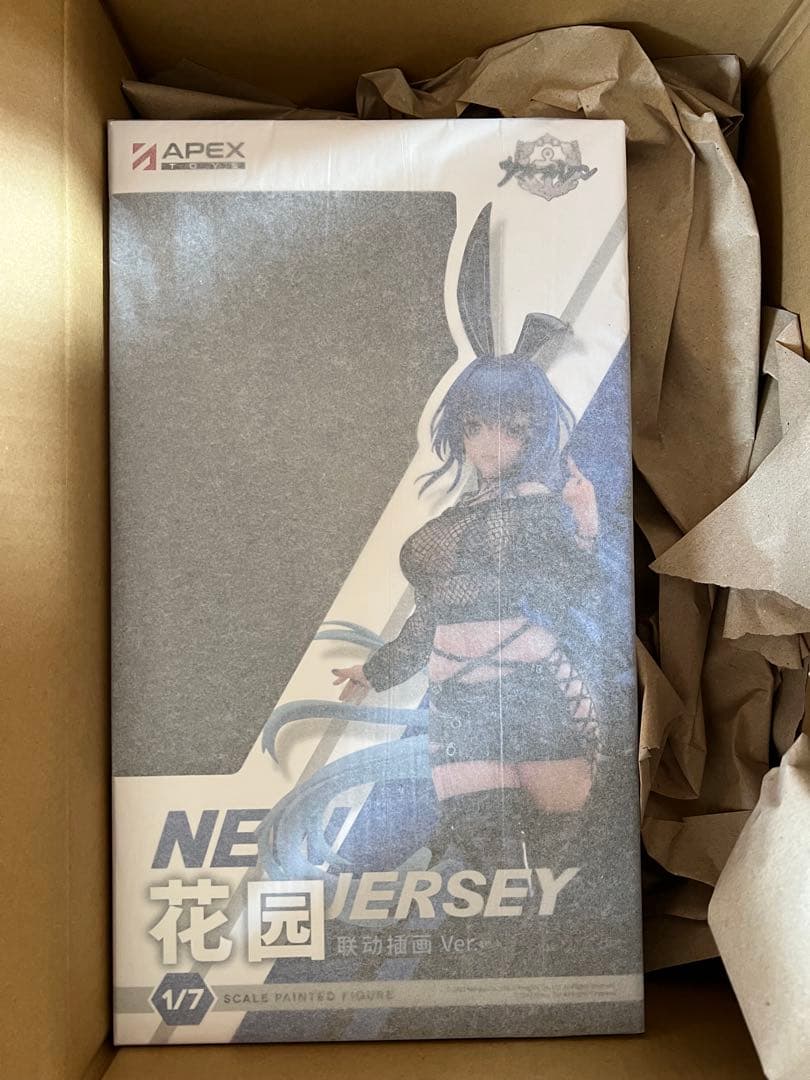 APEX
TOYS
NEW
JERSEY
花园
联动插画 Ver.
1/7
SCALE PAINTED FIGURE